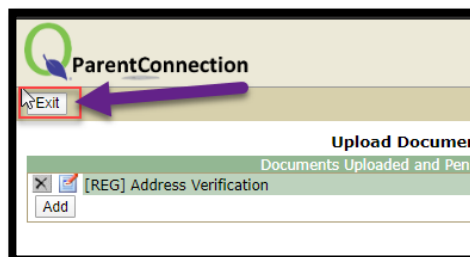 ParentConnection
Exit
Upload Documen
Documents Uploaded and Pen
[REG] Address Verification
Add